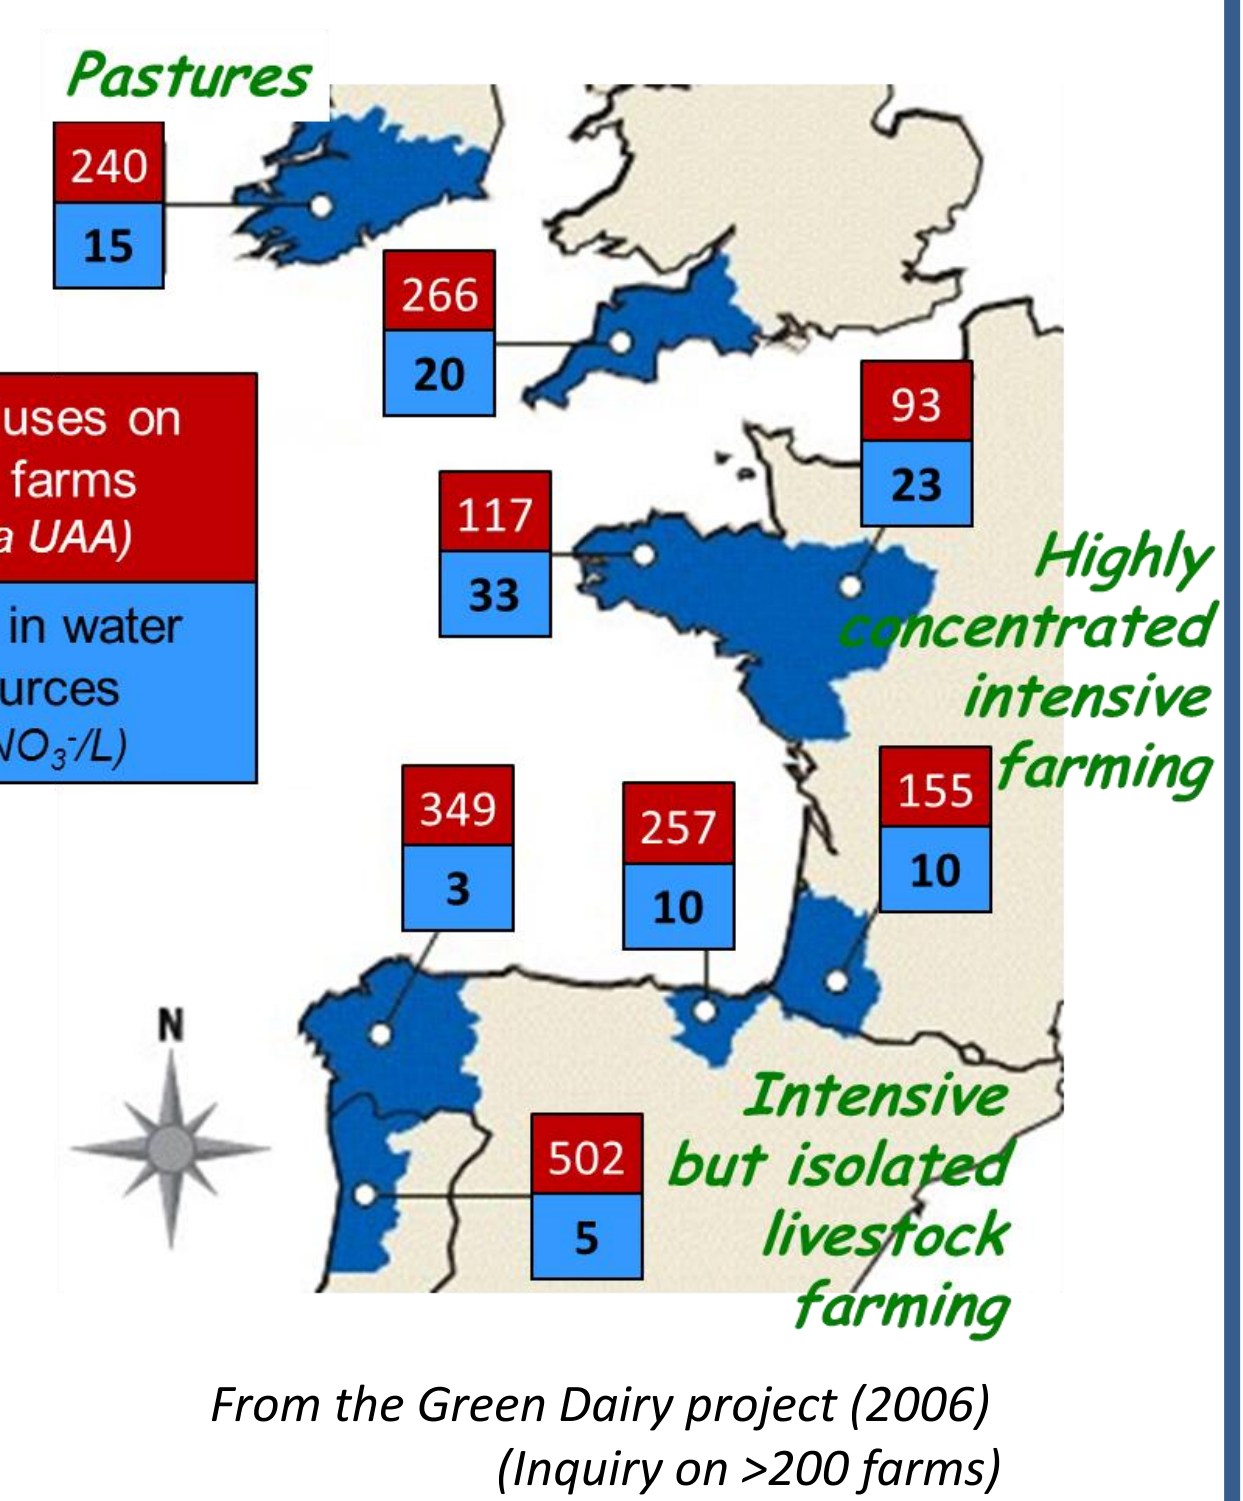 Pastures
240
15
266
20
93
23
uses on
farms
a UAA)
in water
urces
NO₃⁻/L)
117
33
Highly
concentrated
intensive
farming
155
10
349
3
257
10
N
502
5
Intensive
but isolated
livestock
farming
From the Green Dairy project (2006)
(Inquiry on >200 farms)